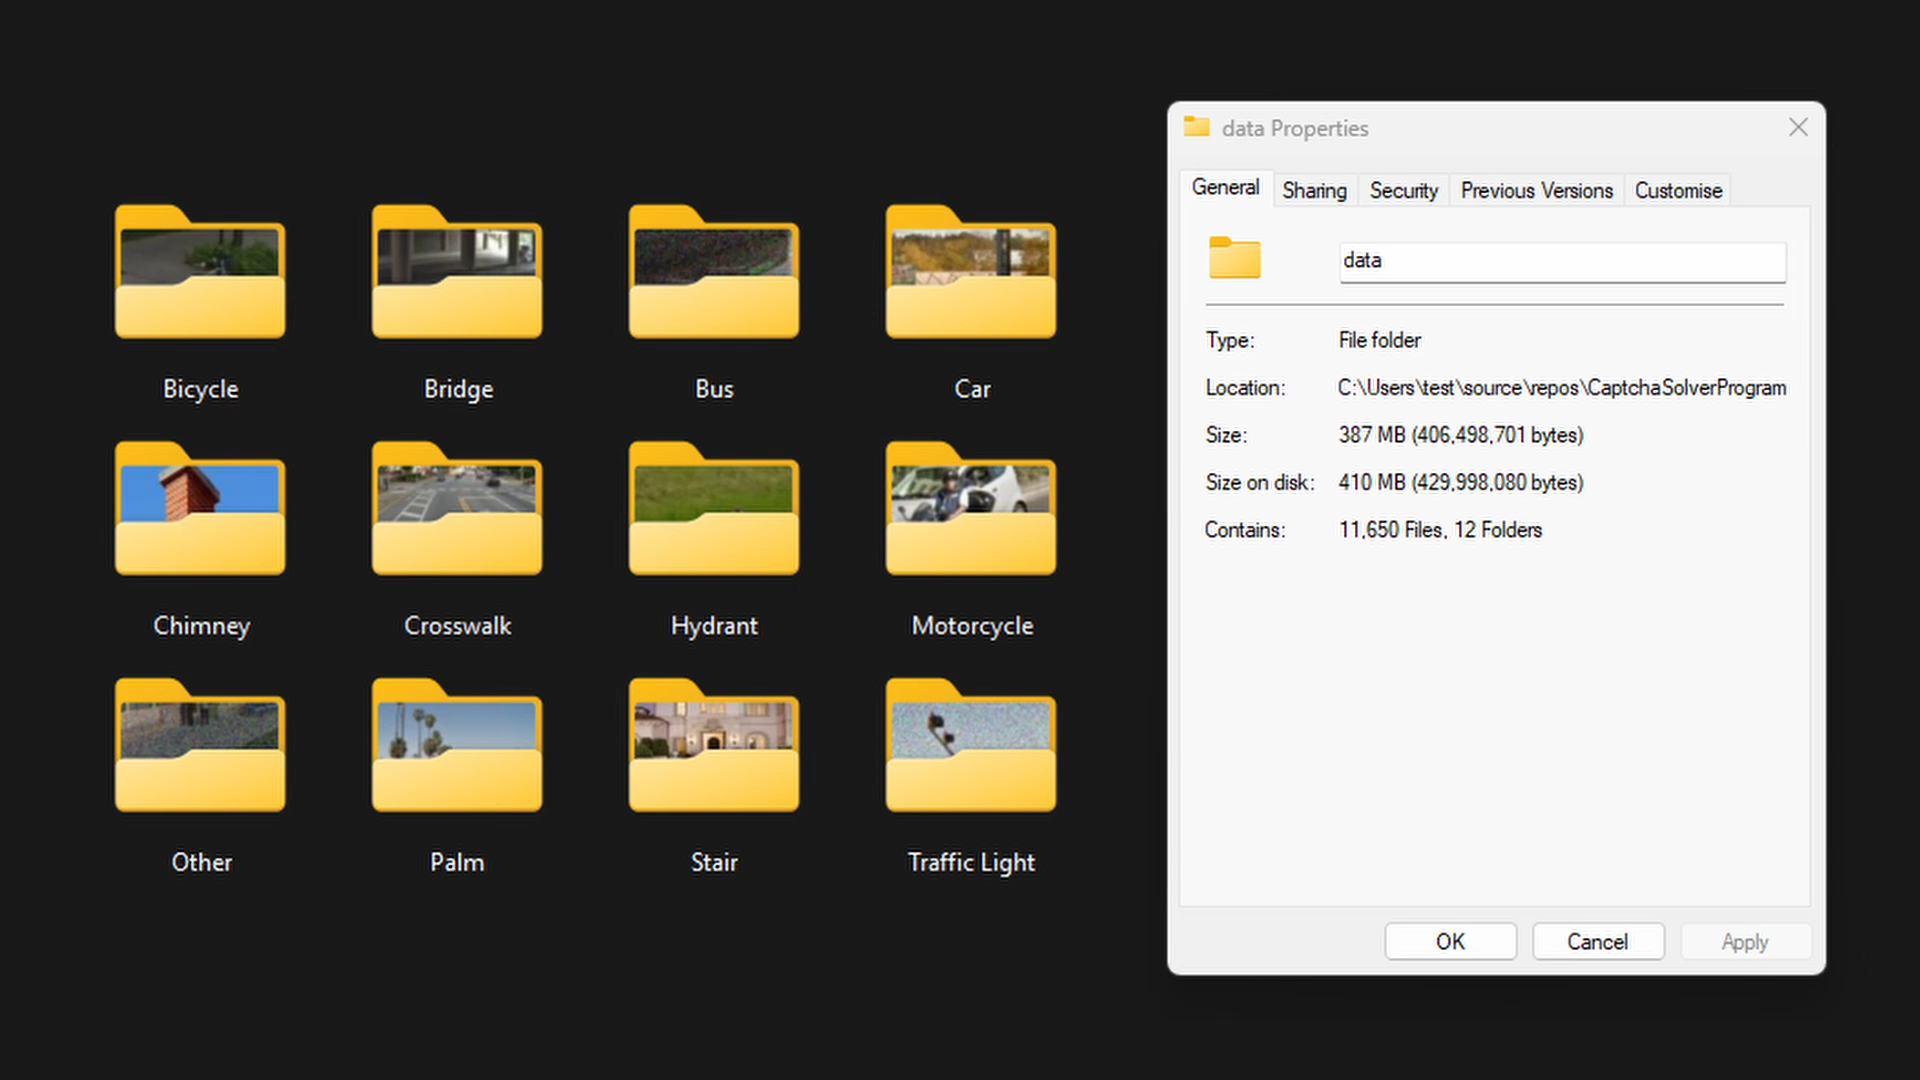 Bicycle
Bridge
Bus
Car
Chimney
Crosswalk
Hydrant
Motorcycle
Other
Palm
Stair
Traffic Light
data Properties
General Sharing Security Previous Versions Customise
data
Type: File folder
Location: C:\Users\test\source\repos\CaptchaSolverProgram
Size: 387 MB (406,498,701 bytes)
Size on disk: 410 MB (429,998,080 bytes)
Contains: 11,650 Files, 12 Folders
OK Cancel Apply